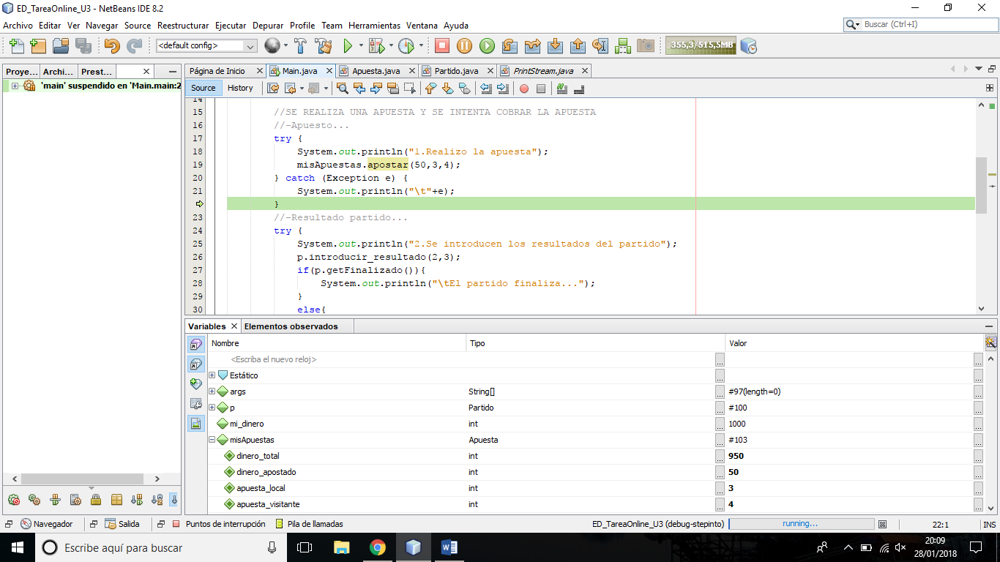 ED_TareaOnline_U3 - NetBeans IDE 8.2
Archivo Editar Ver Navegar Source Reestructurar Ejecutar Depurar Profile Team Herramientas Ventana Ayuda
Buscar (Ctrl+I)
<default config>
355,3/515,5MB
Proye... Archi... Prest...
Página de Inicio Main.java Apuesta.java Partido.java PrintStream.java
'main' suspendido en 'Main.main:2
Source History
14
15 //SE REALIZA UNA APUESTA Y SE INTENTA COBRAR LA APUESTA
16 //-Apuesto...
17 try {
18 System.out.println("1.Realizo la apuesta");
19 misApuestas.apostar(50,3,4);
20 } catch (Exception e) {
21 System.out.println("\t"+e);
}
23 //-Resultado partido...
24 try {
25 System.out.println("2.Se introducen los resultados del partido");
26 p.introducir_resultado(2,3);
27 if(p.getFinalizado()){
28 System.out.println("\tEl partido finaliza...");
29 }
30 else{
Variables Elementos observados
Nombre Tipo Valor
<Escriba el nuevo reloj>
Estático
args String[] #97(length=0)
p Partido #100
mi_dinero int 1000
misApuestas Apuesta #103
dinero_total int 950
dinero_apostado int 50
apuesta_local int 3
apuesta_visitante int 4
Navegador Salida Puntos de interrupción Pila de llamadas ED_TareaOnline_U3 (debug-stepinto) running... 22:1 INS
Escribe aquí para buscar
20:09
28/01/2018